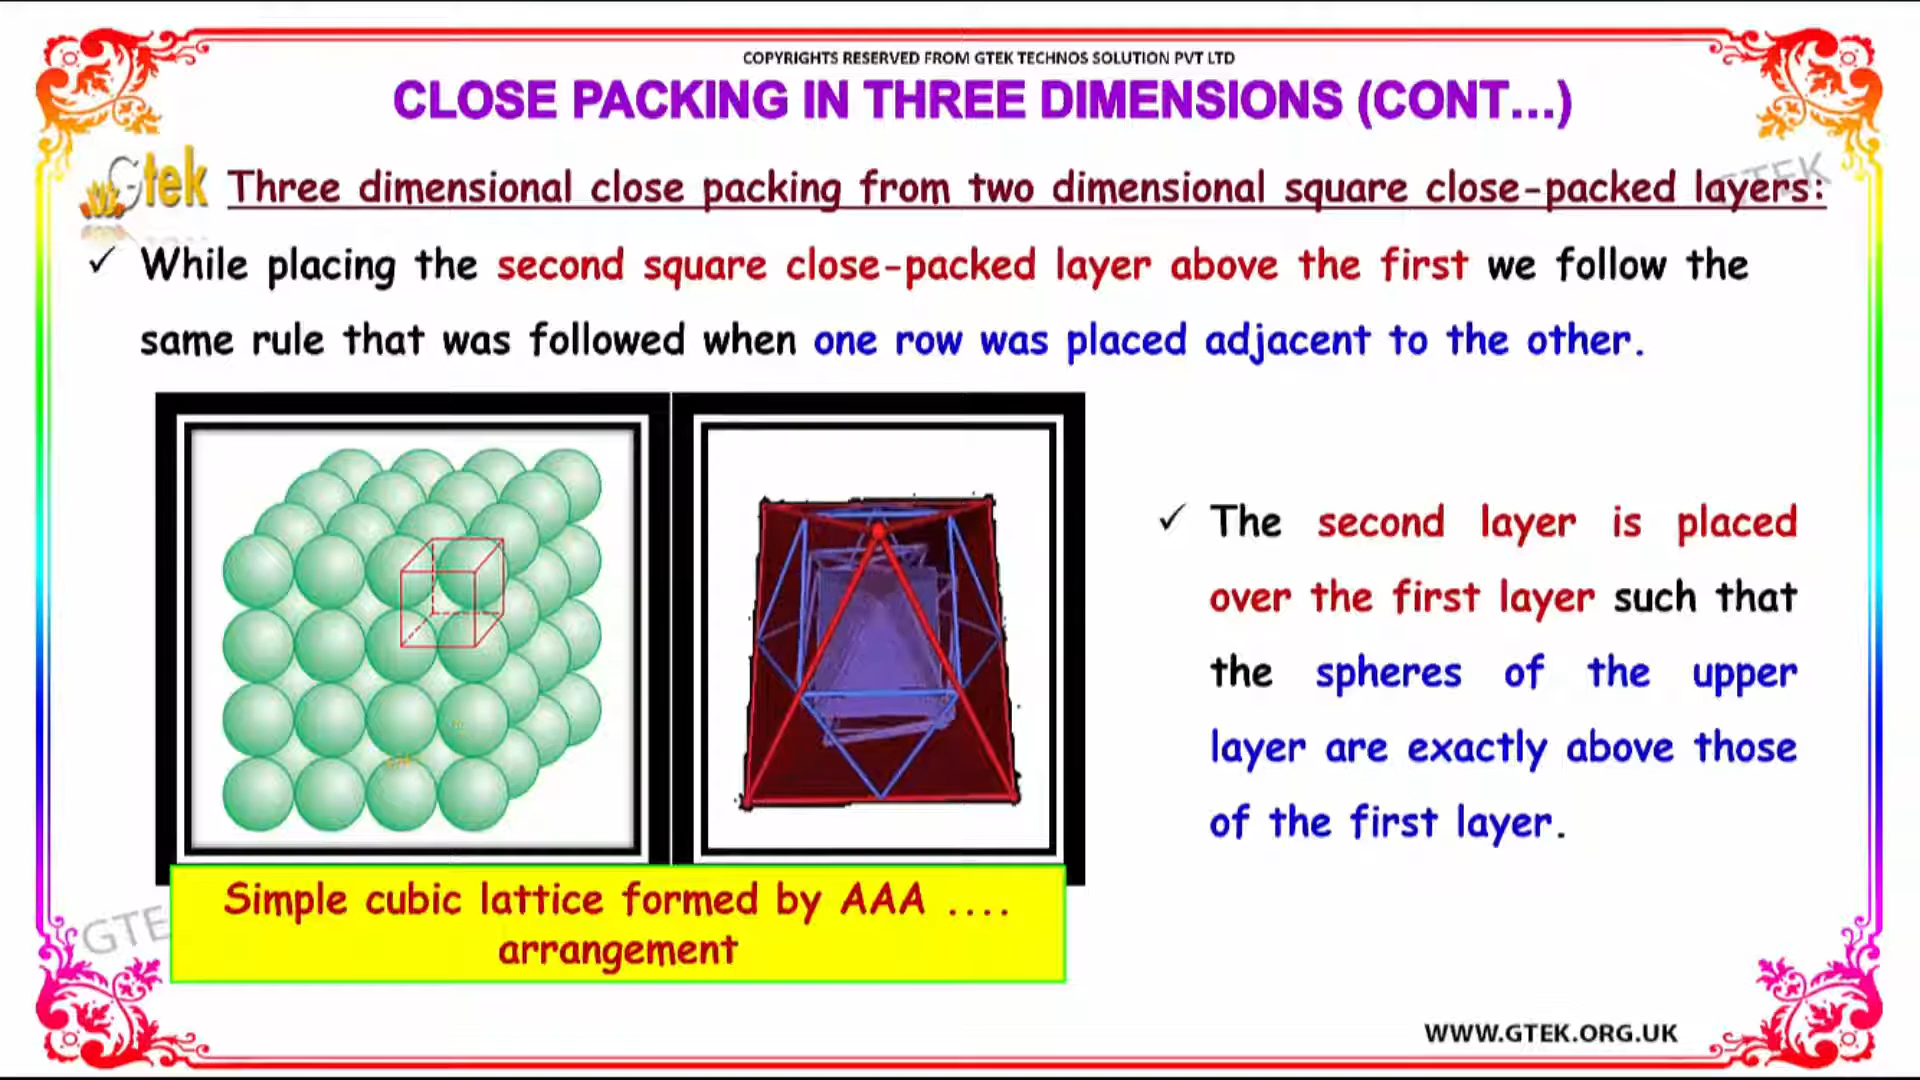 COPYRIGHTS RESERVED FROM GTEK TECHNOS SOLUTION PVT LTD
CLOSE PACKING IN THREE DIMENSIONS (CONT...)
Gtek
GTEK
Three dimensional close packing from two dimensional square close-packed layers:
✓ While placing the second square close-packed layer above the first we follow the
same rule that was followed when one row was placed adjacent to the other.
✓ The second layer is placed
over the first layer such that
the spheres of the upper
layer are exactly above those
of the first layer.
Simple cubic lattice formed by AAA ....
arrangement
GTE
WWW.GTEK.ORG.UK